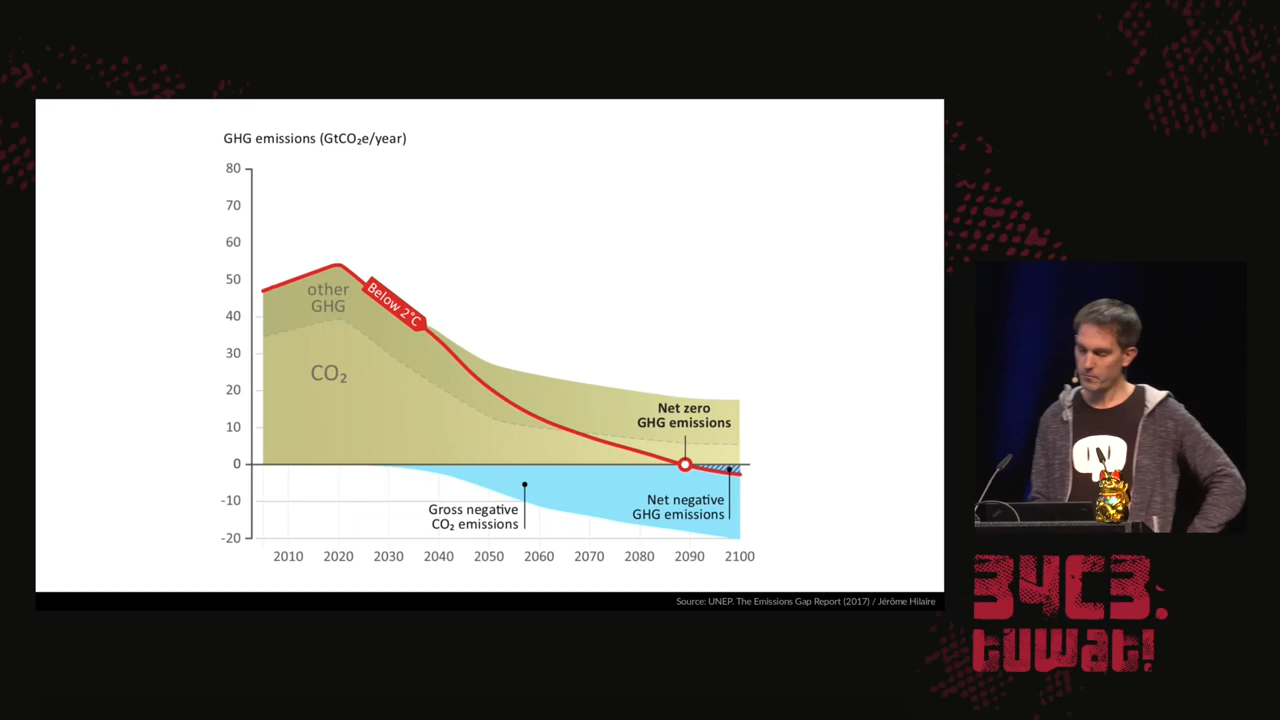 GHG emissions (GtCO₂e/year)
80
70
60
50
40
30
20
10
0
-10
-20
other
GHG
CO₂
Below 2°C
Net zero
GHG emissions
Gross negative
CO₂ emissions
Net negative
GHG emissions
2010 2020 2030 2040 2050 2060 2070 2080 2090 2100
Source: UNEP. The Emissions Gap Report (2017) / Jérôme Hilaire
34C3.
tuwat!